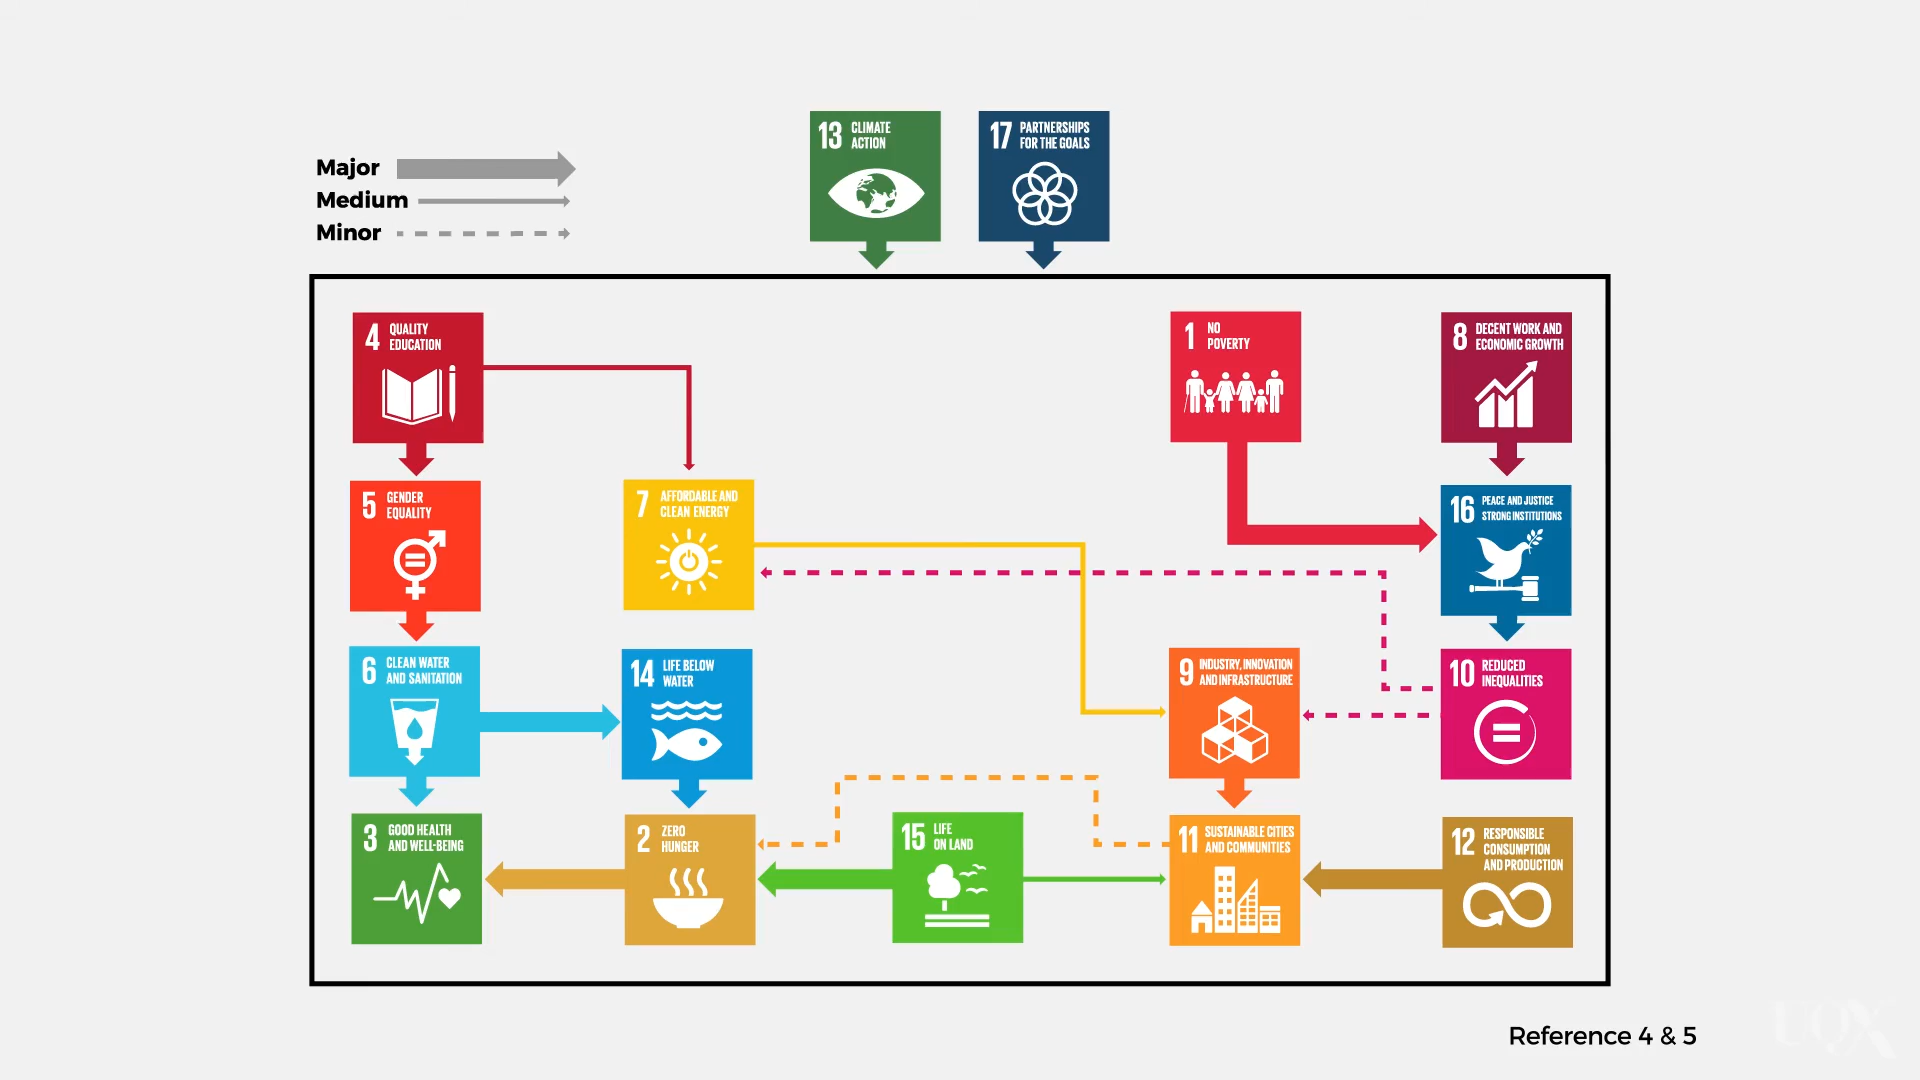 13 CLIMATE
ACTION
17 PARTNERSHIPS
FOR THE GOALS
Major
Medium
Minor
4 QUALITY
EDUCATION
1 NO
POVERTY
8 DECENT WORK AND
ECONOMIC GROWTH
5 GENDER
EQUALITY
7 AFFORDABLE AND
CLEAN ENERGY
16 PEACE AND JUSTICE
STRONG INSTITUTIONS
6 CLEAN WATER
AND SANITATION
14 LIFE BELOW
WATER
9 INDUSTRY, INNOVATION
AND INFRASTRUCTURE
10 REDUCED
INEQUALITIES
3 GOOD HEALTH
AND WELL-BEING
2 ZERO
HUNGER
15 LIFE
ON LAND
11 SUSTAINABLE CITIES
AND COMMUNITIES
12 RESPONSIBLE
CONSUMPTION
AND PRODUCTION
Reference 4 & 5
UQX